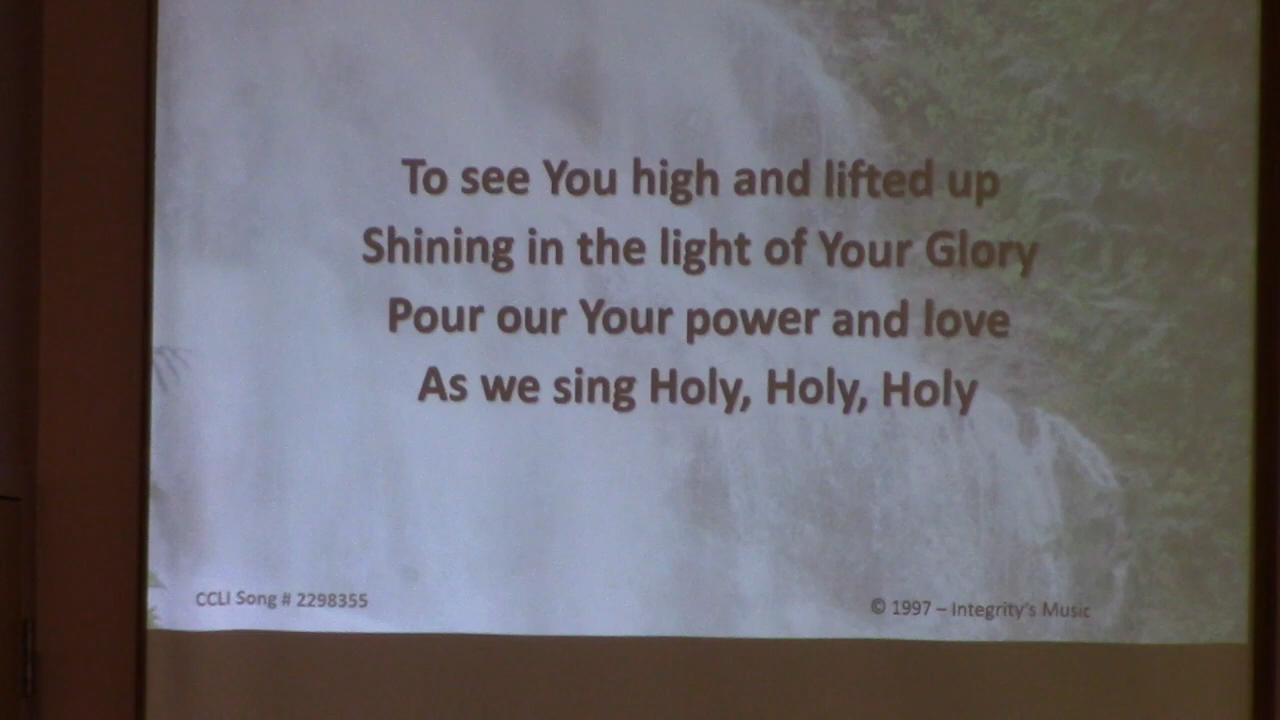 To see You high and lifted up
Shining in the light of Your Glory
Pour our Your power and love
As we sing Holy, Holy, Holy
CCLI Song # 2298355
© 1997 – Integrity's Music